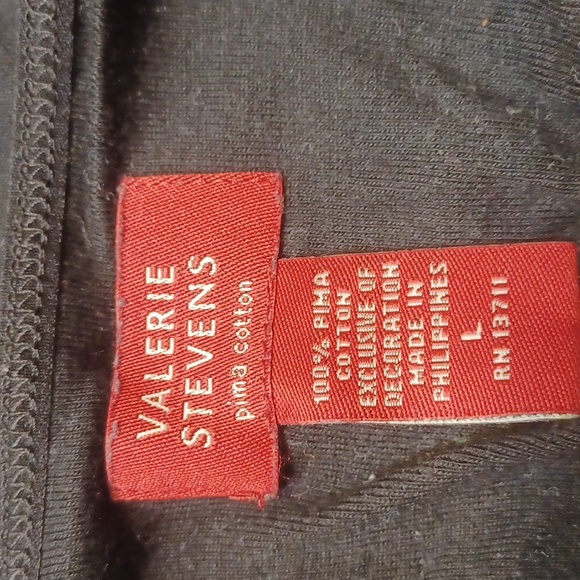 VALERIE
STEVENS
pima cotton
100% PIMA
COTTON
EXCLUSIVE OF
DECORATION
MADE IN
PHILIPPINES
L
RN 13711